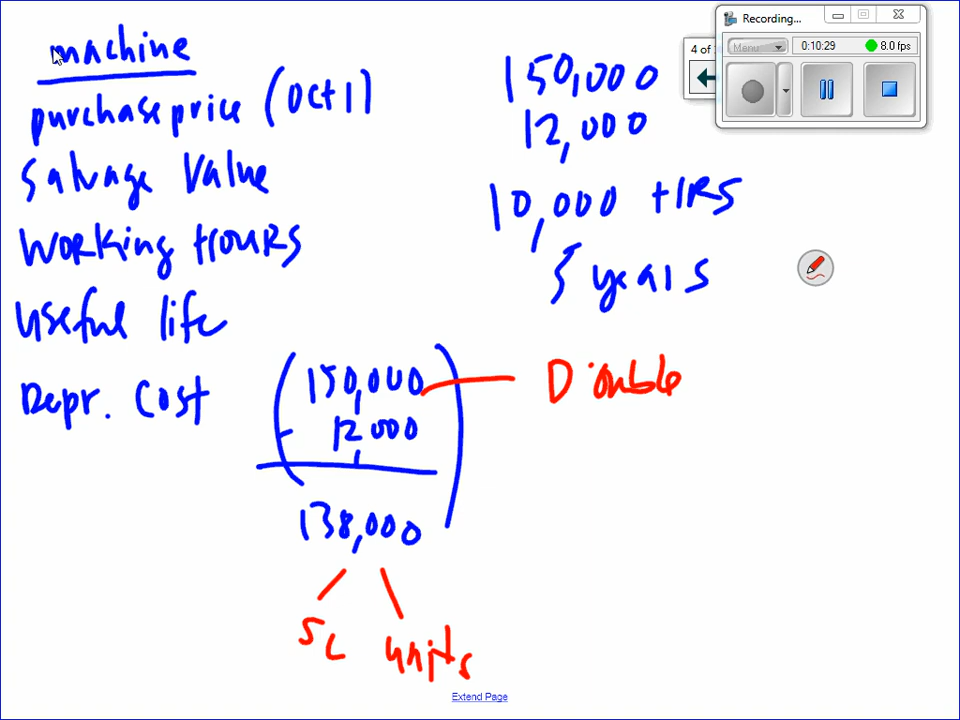 machine
purchase price (Oct 1) 150,000
Salvage Value 12,000
Working Hours 10,000 HRS
Useful life 5 years
Depr. Cost
(150,000 Double
- 12,000)
138,000
SL units
Extend Page
Recording...
Menu
0:10:29
8.0 fps
4 of